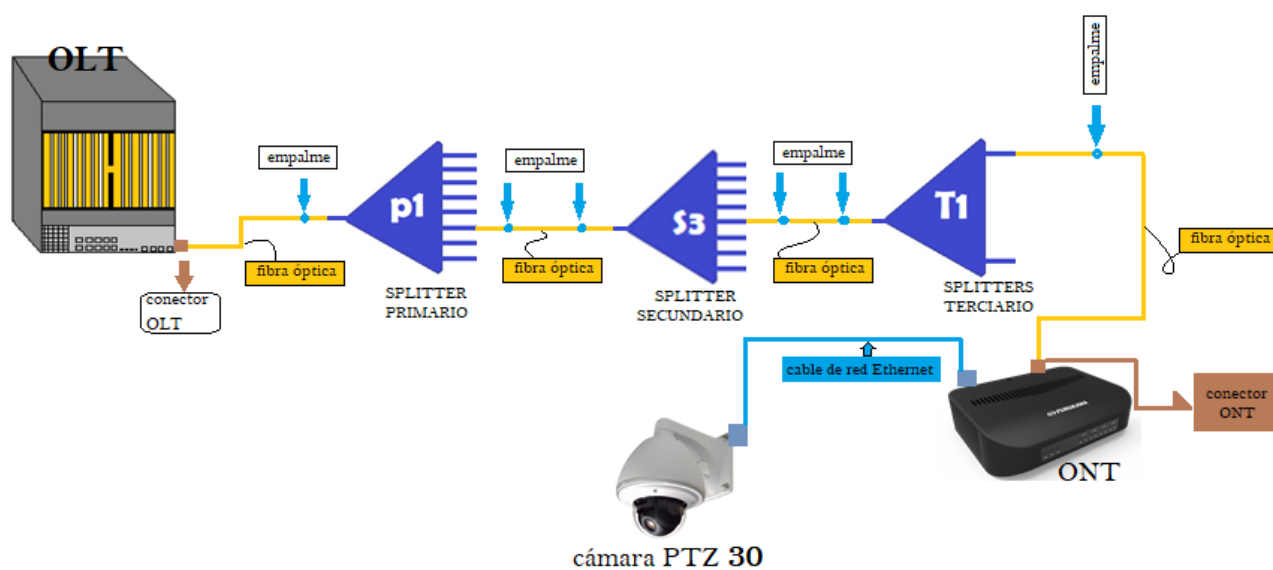 OLT
empalme
empalme
empalme
empalme
p1
S3
T1
fibra óptica
fibra óptica
fibra óptica
fibra óptica
conector
OLT
SPLITTER
PRIMARIO
SPLITTER
SECUNDARIO
SPLITTERS
TERCIARIO
cable de red Ethernet
conector
ONT
FURUKAWA
ONT
cámara PTZ 30